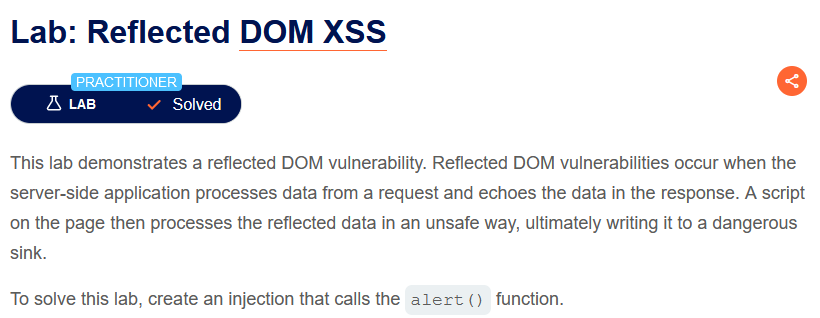 Lab: Reflected DOM XSS
PRACTITIONER
LAB Solved
This lab demonstrates a reflected DOM vulnerability. Reflected DOM vulnerabilities occur when the
server-side application processes data from a request and echoes the data in the response. A script
on the page then processes the reflected data in an unsafe way, ultimately writing it to a dangerous
sink.
To solve this lab, create an injection that calls the alert() function.